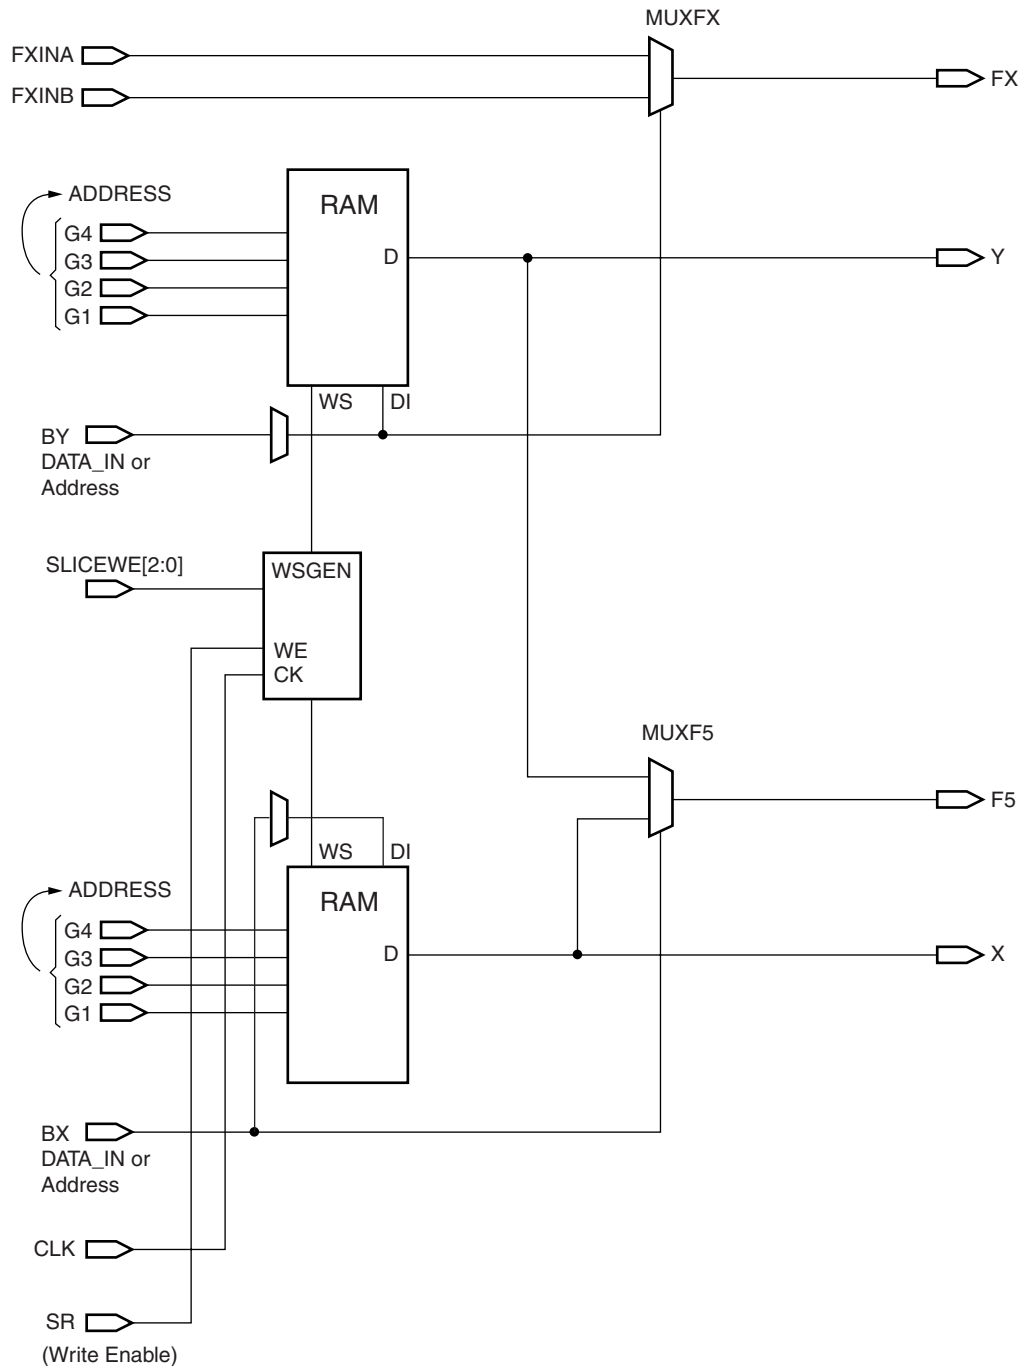 MUXFX
FXINA
FX
FXINB
ADDRESS
RAM
G4
G3
D
Y
G2
G1
WS
DI
BY
DATA_IN or
Address
SLICEWE[2:0]
WSGEN
WE
CK
MUXF5
F5
WS
DI
ADDRESS
RAM
G4
G3
D
X
G2
G1
BX
DATA_IN or
Address
CLK
SR
(Write Enable)